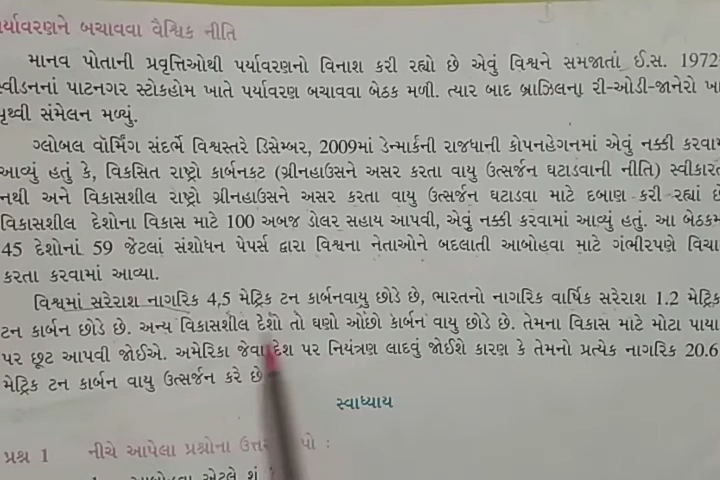 ર્યાવરણને બચાવવા વૈશ્વિક નીતિ
માનવ પોતાની પ્રવૃત્તિઓથી પર્યાવરણનો વિનાશ કરી રહ્યો છે એવું વિશ્વને સમજાતાં ઈ.સ. 1972
સ્વીડનનાં પાટનગર સ્ટોકહોમ ખાતે પર્યાવરણ બચાવવા બેઠક મળી. ત્યાર બાદ બ્રાઝિલના રી-ઓડી-જાનેરો ખા
પૃથ્વી સંમેલન મળ્યું.
ગ્લોબલ વૉર્મિંગ સંદર્ભે વિશ્વસ્તરે ડિસેમ્બર, 2009માં ડેન્માર્કની રાજધાની કોપનહેગનમાં એવું નક્કી કરવામ
આવ્યું હતું કે, વિકસિત રાષ્ટ્રો કાર્બનકટ (ગ્રીનહાઉસને અસર કરતા વાયુ ઉત્સર્જન ઘટાડવાની નીતિ) સ્વીકારત
નથી અને વિકાસશીલ રાષ્ટ્રો ગ્રીનહાઉસને અસર કરતા વાયુ ઉત્સર્જન ઘટાડવા માટે દબાણ કરી રહ્યાં છે
વિકાસશીલ દેશોના વિકાસ માટે 100 અબજ ડોલર સહાય આપવી, એવું નક્કી કરવામાં આવ્યું હતું. આ બેઠકમ
45 દેશોનાં 59 જેટલાં સંશોધન પેપર્સ દ્વારા વિશ્વના નેતાઓને બદલાતી આબોહવા માટે ગંભીરપણે વિચા
કરતા કરવામાં આવ્યા.
વિશ્વમાં સરેરાશ નાગરિક 4.5 મેટ્રિક ટન કાર્બનવાયુ છોડે છે, ભારતનો નાગરિક વાર્ષિક સરેરાશ 1.2 મેટ્રિક
ટન કાર્બન છોડે છે. અન્ય વિકાસશીલ દેશો તો ઘણો ઓછો કાર્બન વાયુ છોડે છે. તેમના વિકાસ માટે મોટા પાયા
પર છૂટ આપવી જોઈએ. અમેરિકા જેવા દેશ પર નિયંત્રણ લાદવું જોઈશે કારણ કે તેમનો પ્રત્યેક નાગરિક 20.6
મેટ્રિક ટન કાર્બન વાયુ ઉત્સર્જન કરે છે
સ્વાધ્યાય
પ્રશ્ન 1 નીચે આપેલા પ્રશ્નોના ઉત્તર પો :